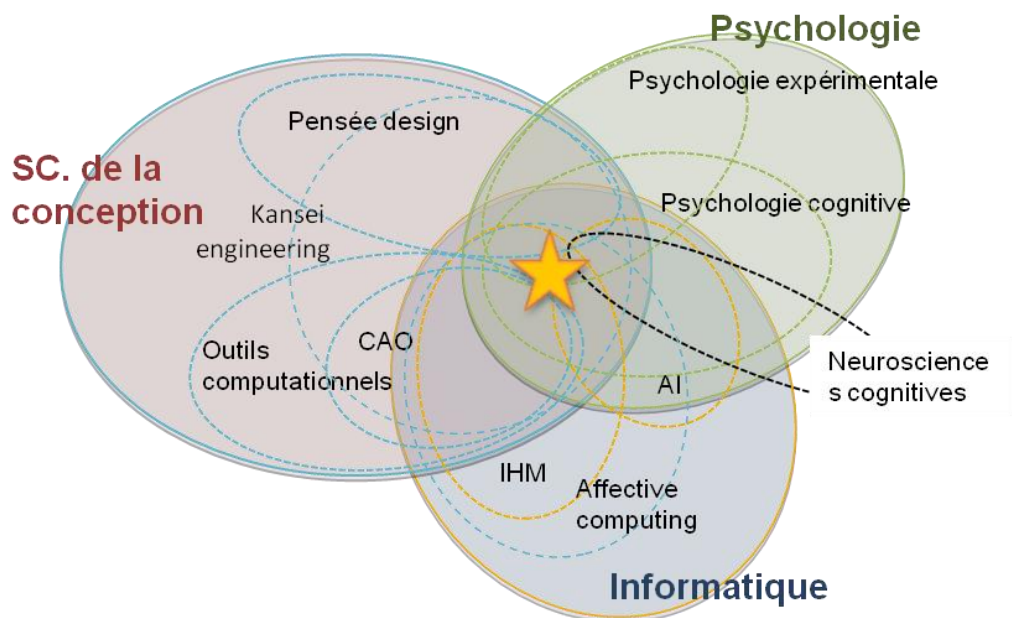 Psychologie
Psychologie expérimentale
Pensée design
SC. de la
conception
Psychologie cognitive
Kansei
engineering
CAO
Outils
computationnels
Neuroscience
s cognitives
AI
IHM
Affective
computing
Informatique